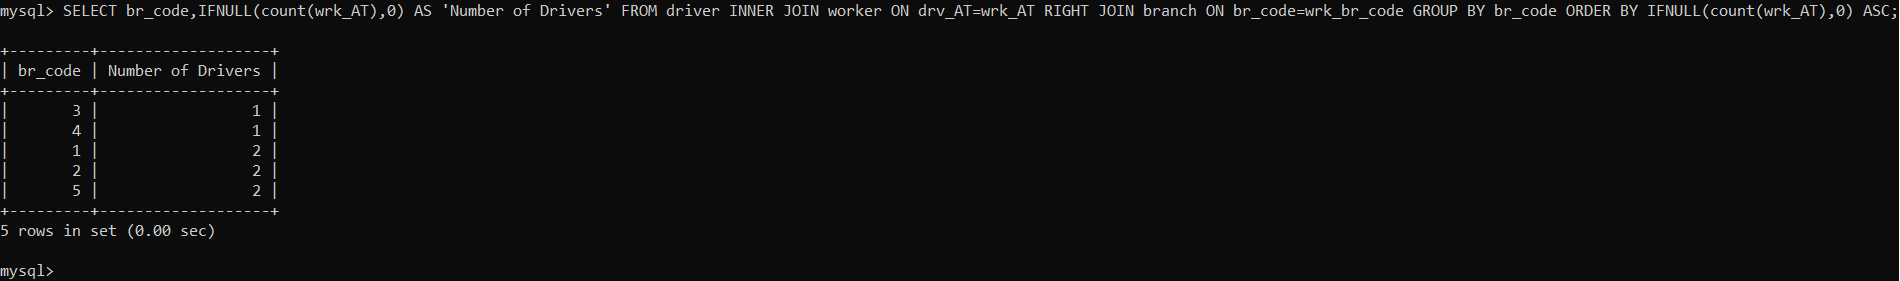 mysql> SELECT br_code,IFNULL(count(wrk_AT),0) AS 'Number of Drivers' FROM driver INNER JOIN worker ON drv_AT=wrk_AT RIGHT JOIN branch ON br_code=wrk_br_code GROUP BY br_code ORDER BY IFNULL(count(wrk_AT),0) ASC;
+---------+-------------------+
| br_code | Number of Drivers |
+---------+-------------------+
|       3 |                 1 |
|       4 |                 1 |
|       1 |                 2 |
|       2 |                 2 |
|       5 |                 2 |
+---------+-------------------+
5 rows in set (0.00 sec)
mysql>